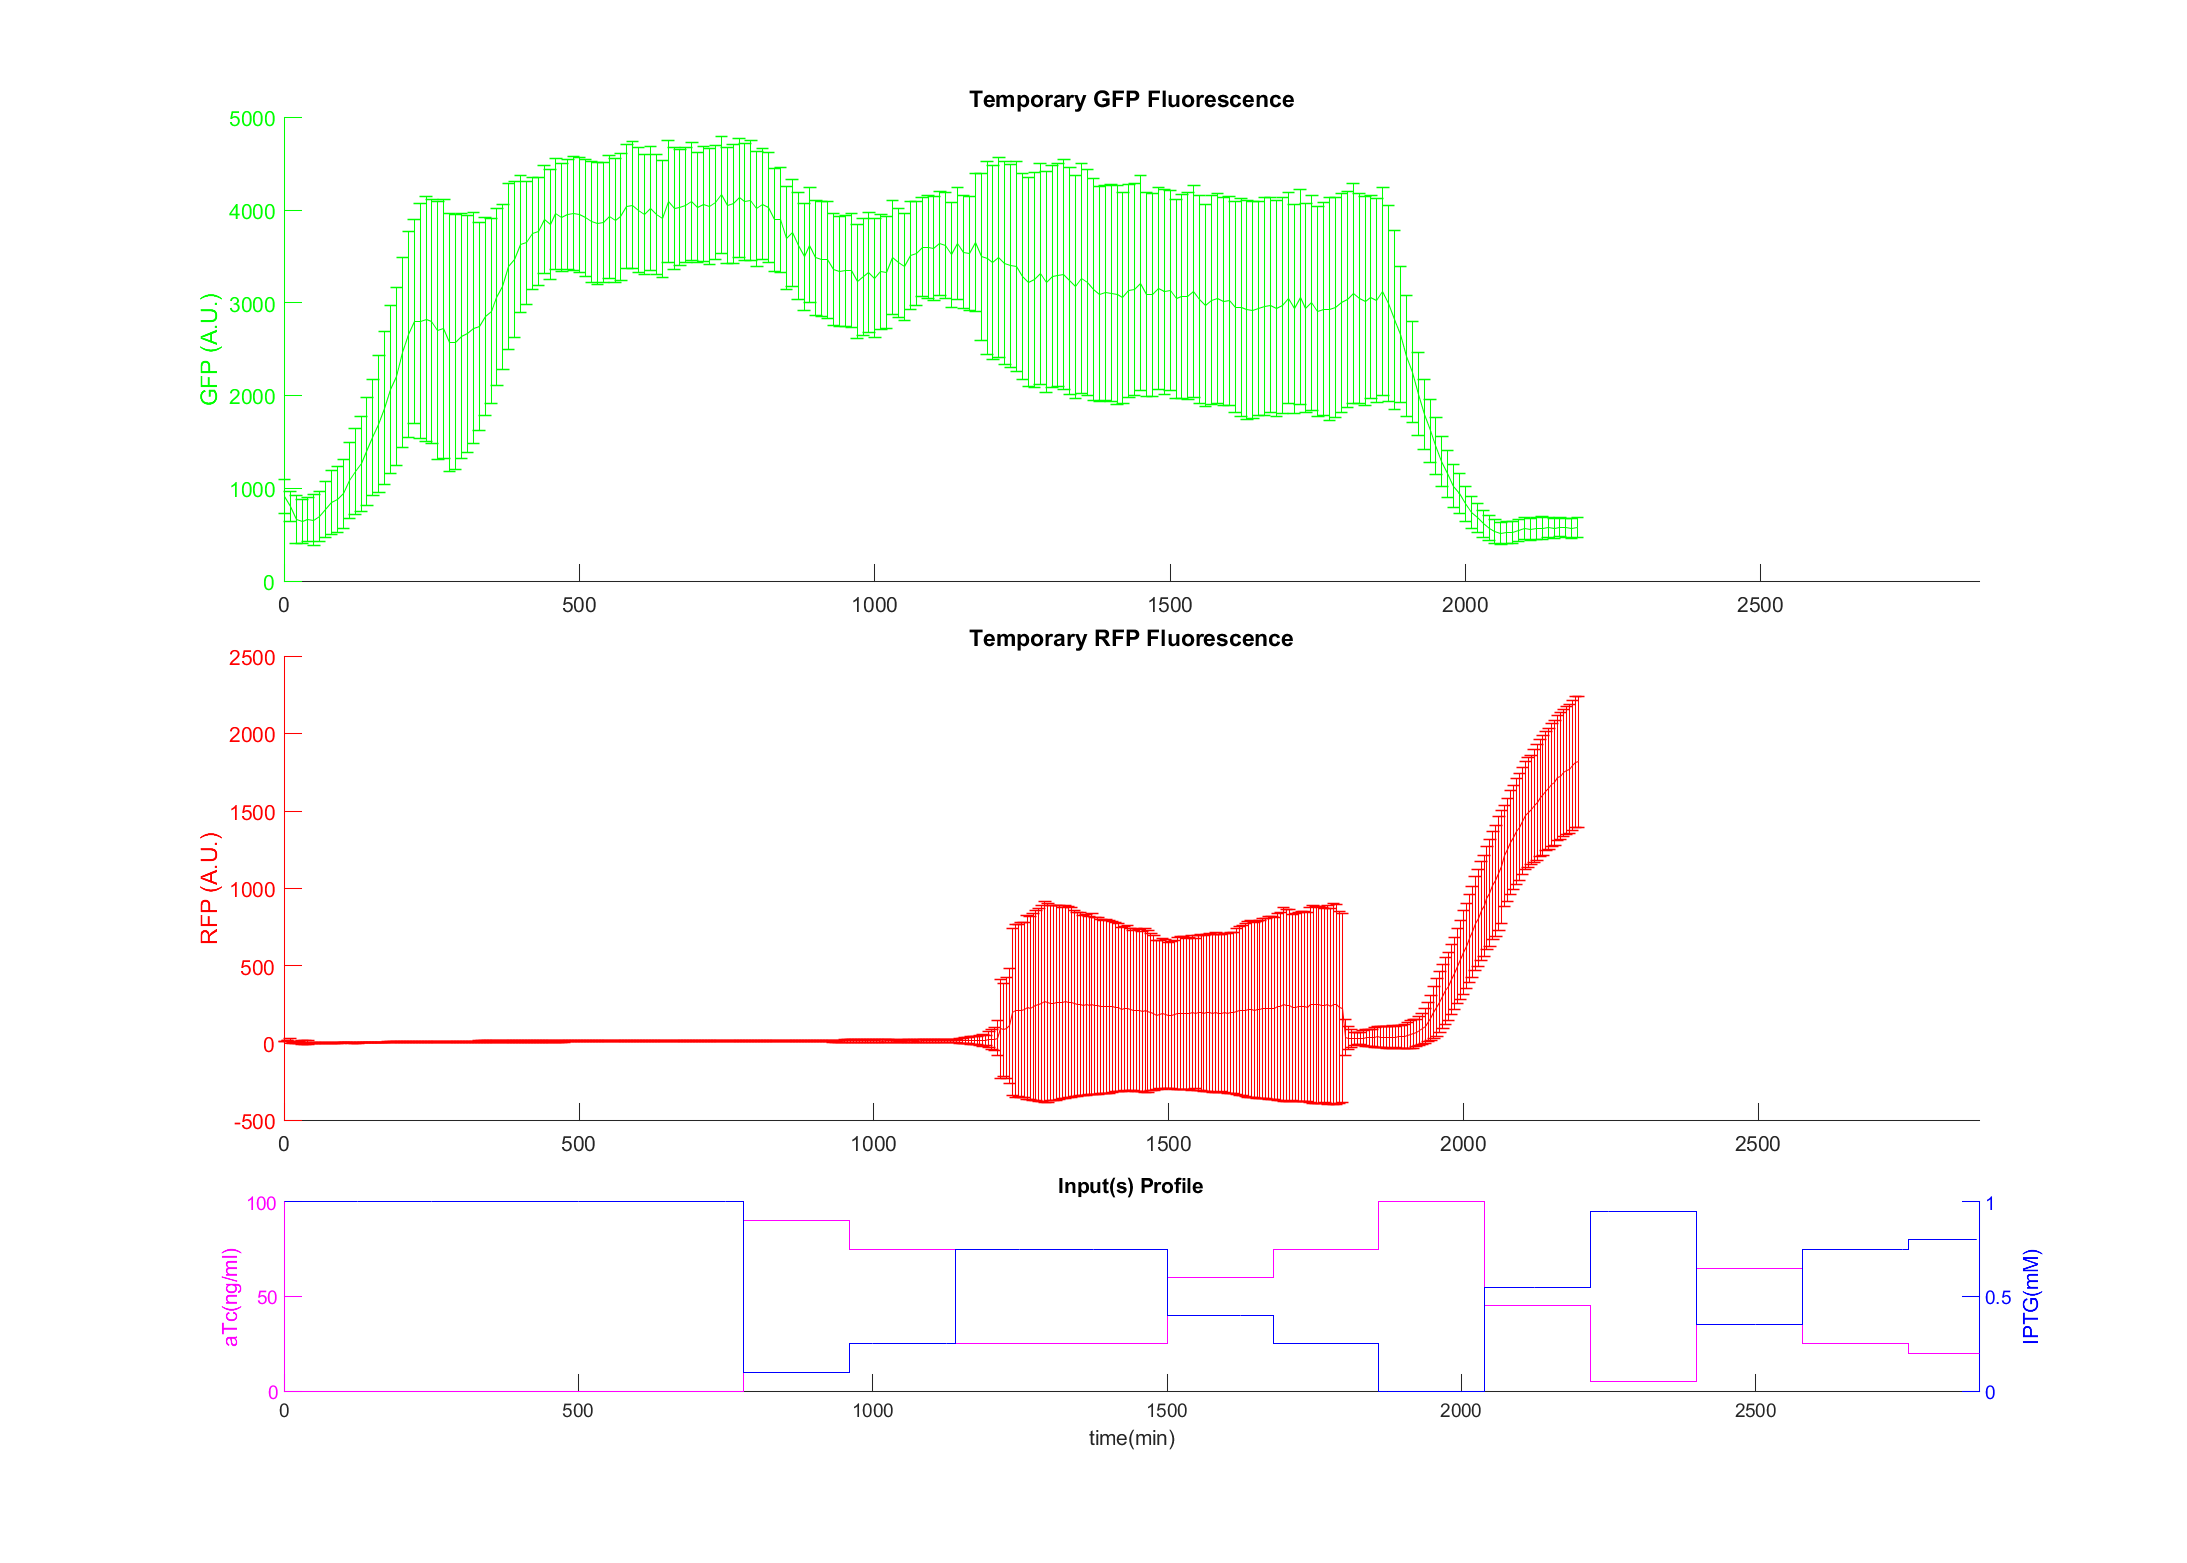 Temporary GFP Fluorescence
5000
4000
3000
2000
1000
0
GFP (A.U.)
0 500 1000 1500 2000 2500
Temporary RFP Fluorescence
2500
2000
1500
1000
500
0
-500
RFP (A.U.)
0 500 1000 1500 2000 2500
Input(s) Profile
100
50
0
aTc(ng/ml)
1
0.5
0
IPTG(mM)
0 500 1000 1500 2000 2500
time(min)